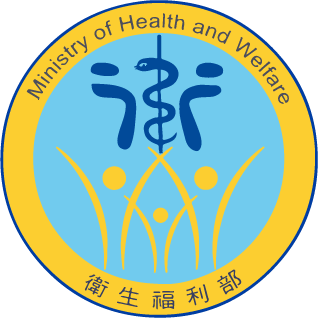 Ministry of Health and Welfare
衛生福利部